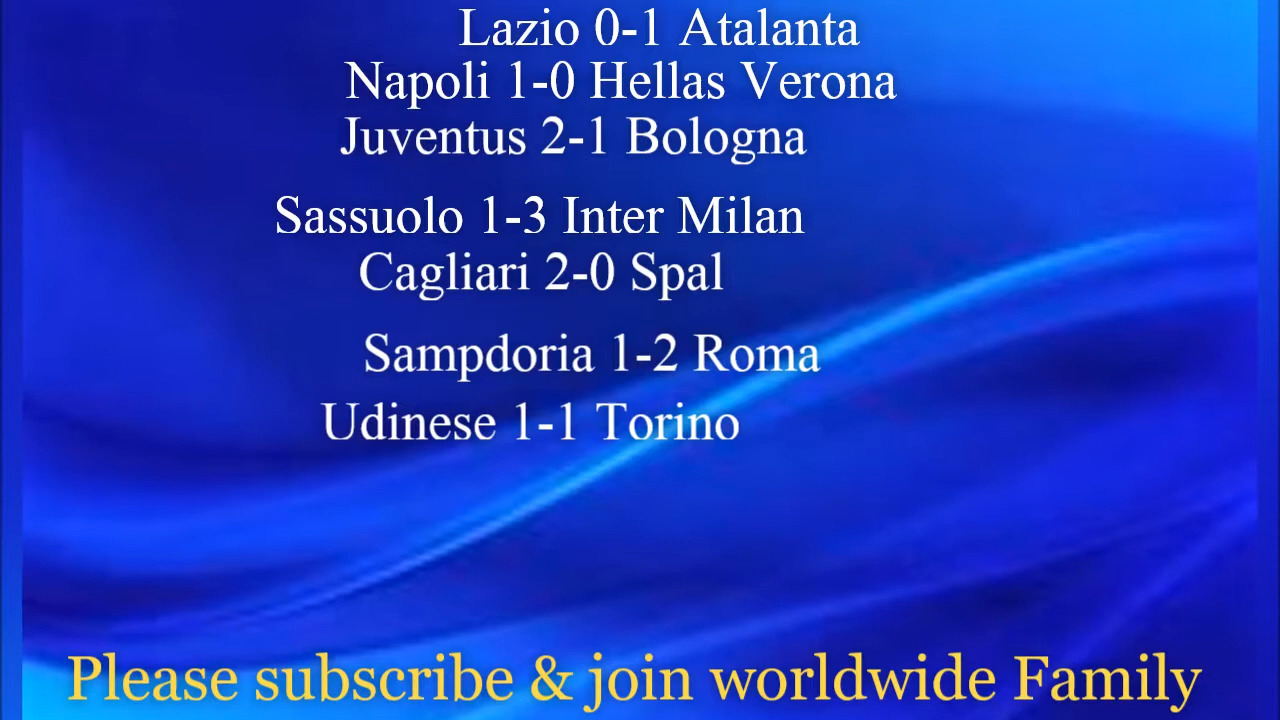 Lazio 0-1 Atalanta
Napoli 1-0 Hellas Verona
Juventus 2-1 Bologna
Sassuolo 1-3 Inter Milan
Cagliari 2-0 Spal
Sampdoria 1-2 Roma
Udinese 1-1 Torino
Please subscribe & join worldwide Family